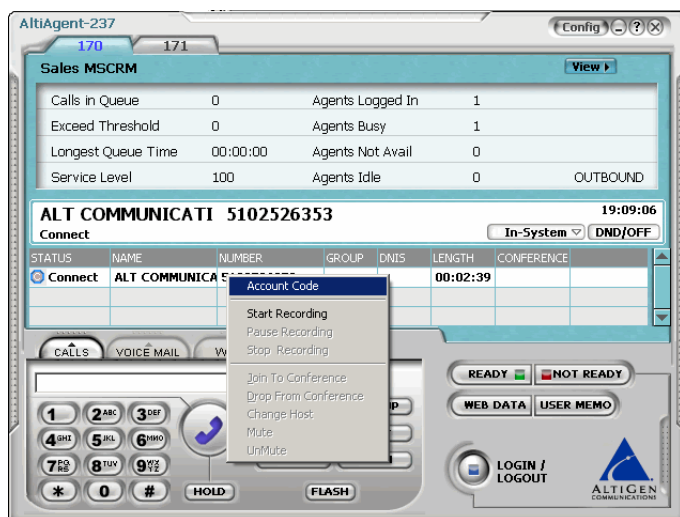 AltiAgent-237
Config
170 171
Sales MSCRM
View
Calls in Queue 0 Agents Logged In 1
Exceed Threshold 0 Agents Busy 1
Longest Queue Time 00:00:00 Agents Not Avail 0
Service Level 100 Agents Idle 0 OUTBOUND
ALT COMMUNICATI 5102526353 19:09:06
Connect In-System DND/OFF
STATUS NAME NUMBER GROUP DNIS LENGTH CONFERENCE
Connect ALT COMMUNICA 00:02:39
Account Code
Start Recording
Pause Recording
Stop Recording
Join To Conference
Drop From Conference
Change Host
Mute
UnMute
CALLS VOICE MAIL
READY NOT READY
WEB DATA USER MEMO
1 2 ABC 3 DEF
4 GHI 5 JKL 6 MNO
7 PQRS 8 TUV 9 WXYZ
* 0 #
HOLD FLASH
LOGIN /
LOGOUT
ALTIGEN
COMMUNICATIONS